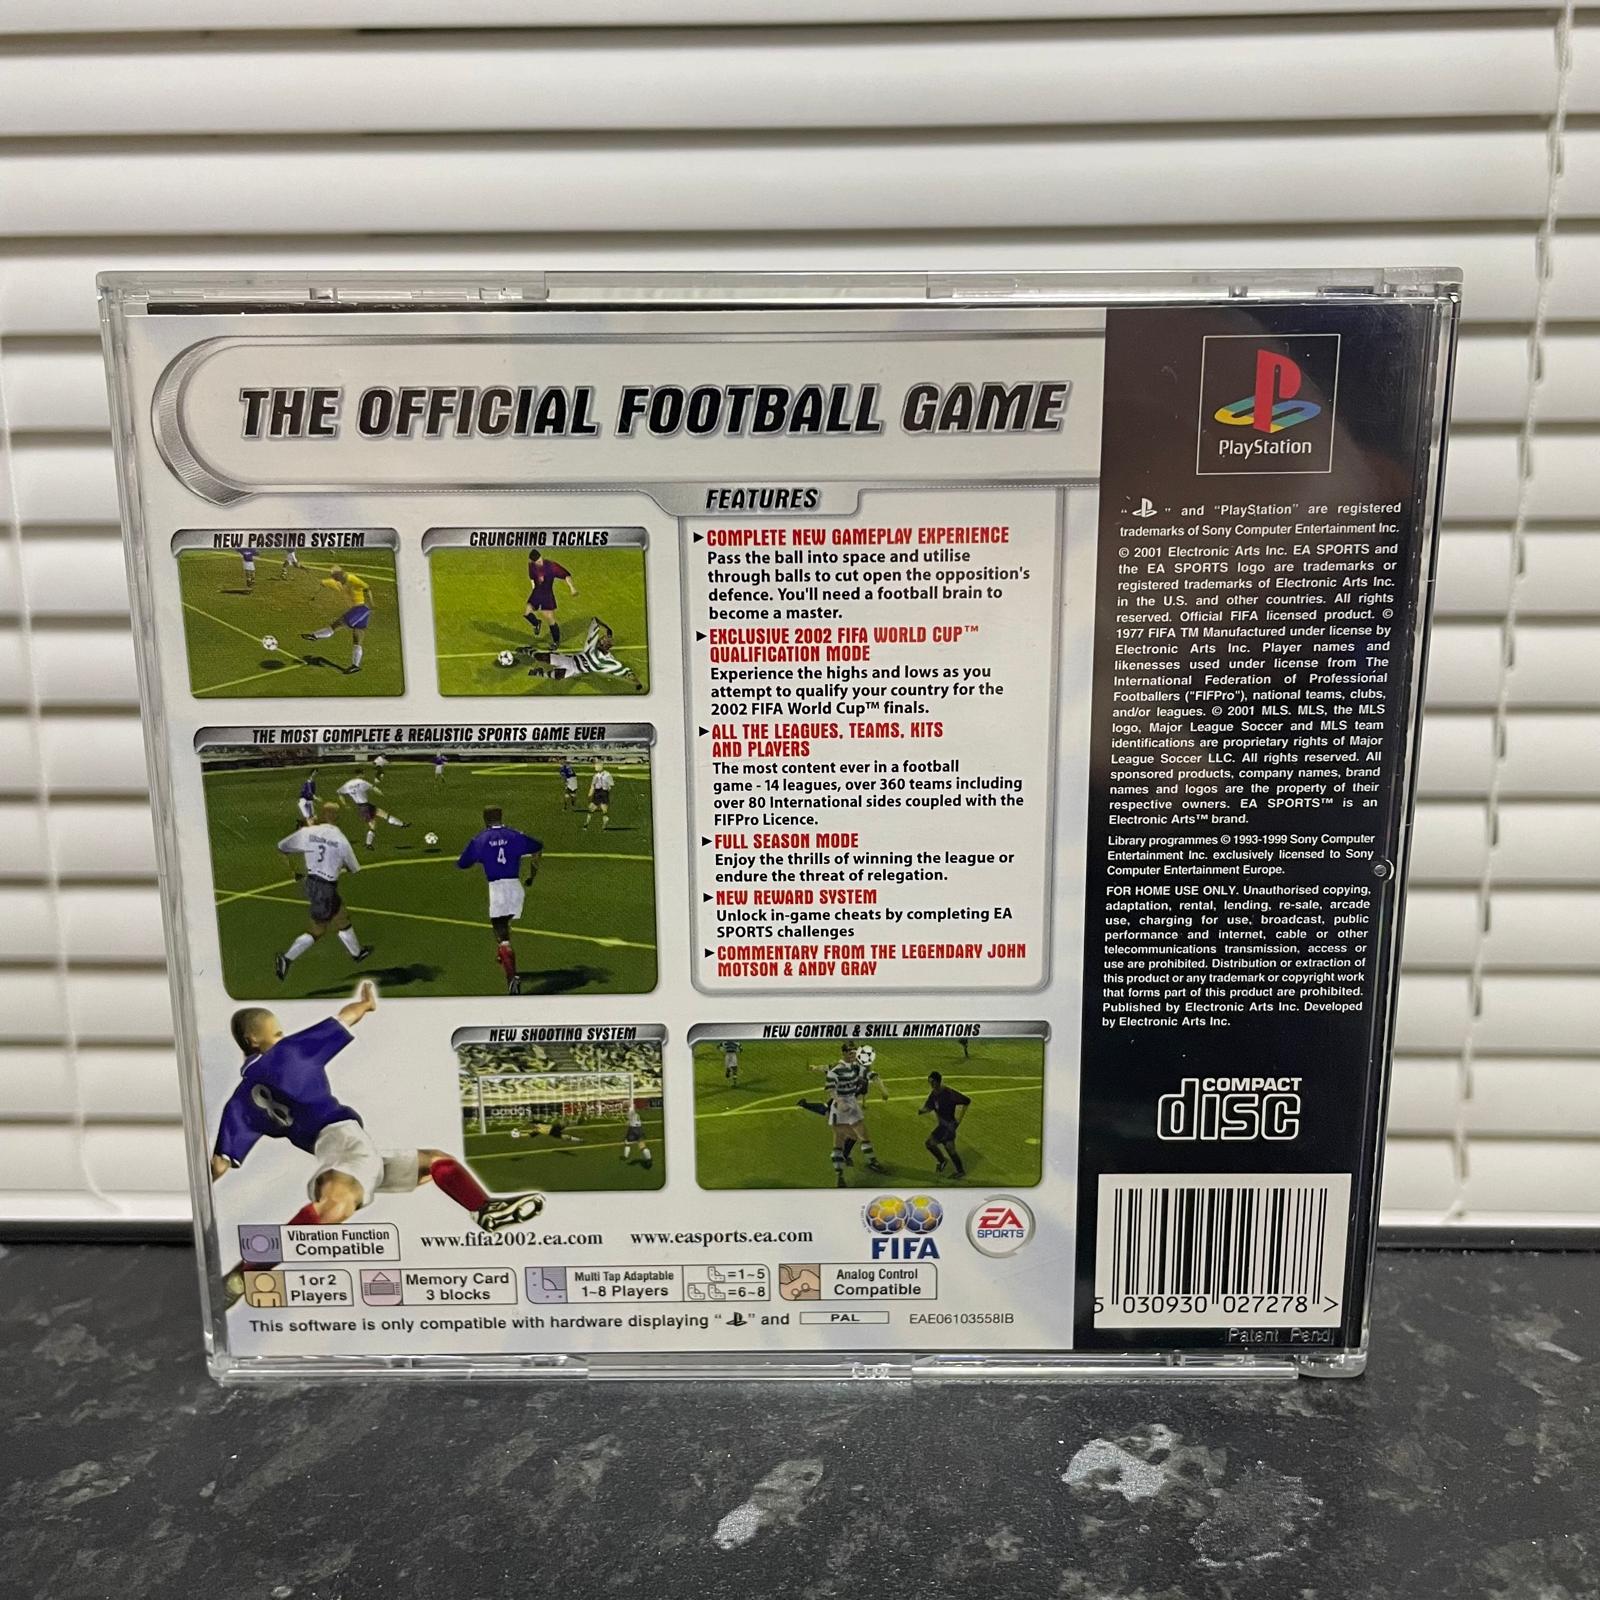 THE OFFICIAL FOOTBALL GAME
FEATURES
NEW PASSING SYSTEM
CRUNCHING TACKLES
THE MOST COMPLETE & REALISTIC SPORTS GAME EVER
3
4
COMPLETE NEW GAMEPLAY EXPERIENCE
Pass the ball into space and utilise
through balls to cut open the opposition's
defence. You'll need a football brain to
become a master.
EXCLUSIVE 2002 FIFA WORLD CUP™
QUALIFICATION MODE
Experience the highs and lows as you
attempt to qualify your country for the
2002 FIFA World Cup™ finals.
ALL THE LEAGUES, TEAMS, KITS
AND PLAYERS
The most content ever in a football
game - 14 leagues, over 360 teams including
over 80 International sides coupled with the
FIFPro Licence.
FULL SEASON MODE
Enjoy the thrills of winning the league or
endure the threat of relegation.
NEW REWARD SYSTEM
Unlock in-game cheats by completing EA
SPORTS challenges
COMMENTARY FROM THE LEGENDARY JOHN
MOTSON & ANDY GRAY
NEW SHOOTING SYSTEM
adidas
NEW CONTROL & SKILL ANIMATIONS
8
Vibration Function
Compatible
www.fifa2002.ea.com
www.easports.ea.com
FIFA
EA
SPORTS
1 or 2
Players
Memory Card
3 blocks
Multi Tap Adaptable
1~8 Players
=1~5
=6~8
Analog Control
Compatible
This software is only compatible with hardware displaying " " and PAL EAE06103558IB
PlayStation
" " and "PlayStation" are registered
trademarks of Sony Computer Entertainment Inc.
© 2001 Electronic Arts Inc. EA SPORTS and
the EA SPORTS logo are trademarks or
registered trademarks of Electronic Arts Inc.
in the U.S. and other countries. All rights
reserved. Official FIFA licensed product. ©
1977 FIFA TM Manufactured under license by
Electronic Arts Inc. Player names and
likenesses used under license from The
International Federation of Professional
Footballers ("FIFPro"), national teams, clubs,
and/or leagues. © 2001 MLS. MLS, the MLS
logo, Major League Soccer and MLS team
identifications are proprietary rights of Major
League Soccer LLC. All rights reserved. All
sponsored products, company names, brand
names and logos are the property of their
respective owners. EA SPORTS™ is an
Electronic Arts™ brand.
Library programmes © 1993-1999 Sony Computer
Entertainment Inc. exclusively licensed to Sony
Computer Entertainment Europe.
FOR HOME USE ONLY. Unauthorised copying,
adaptation, rental, lending, re-sale, arcade
use, charging for use, broadcast, public
performance and internet, cable or other
telecommunications transmission, access or
use are prohibited. Distribution or extraction of
this product or any trademark or copyright work
that forms part of this product are prohibited.
Published by Electronic Arts Inc. Developed
by Electronic Arts Inc.
COMPACT
disc
5 030930 027278 >
Patent Pend.